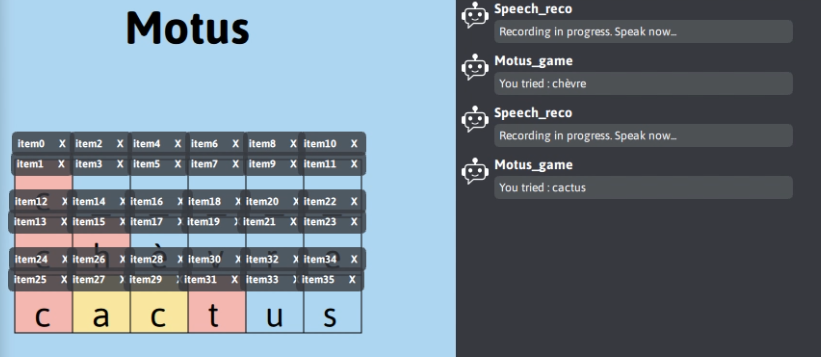 Motus
item0 X item2 X item4 X item6 X item8 X item10 X
item1 X item3 X item5 X item7 X item9 X item11 X
item12 X item14 X item16 X item18 X item20 X item22 X
item13 X item15 X item17 X item19 X item21 X item23 X
c h è v r e
item24 X item26 X item28 X item30 X item32 X item34 X
item25 X item27 X item29 item31 X item33 X item35 X
c a c t u s
Speech_reco
Recording in progress. Speak now...
Motus_game
You tried : chèvre
Speech_reco
Recording in progress. Speak now...
Motus_game
You tried : cactus